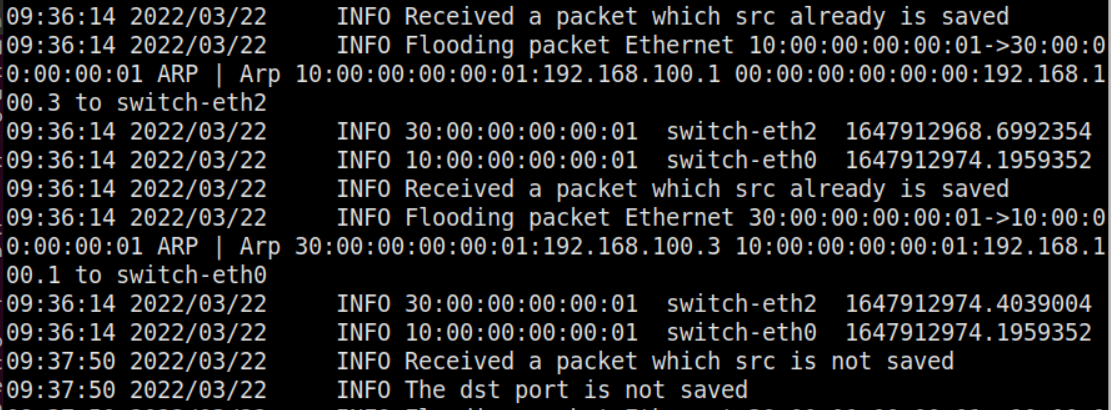 09:36:14 2022/03/22     INFO Received a packet which src already is saved
09:36:14 2022/03/22     INFO Flooding packet Ethernet 10:00:00:00:00:01->30:00:0
0:00:00:01 ARP | Arp 10:00:00:00:00:01:192.168.100.1 00:00:00:00:00:00:192.168.1
00.3 to switch-eth2
09:36:14 2022/03/22     INFO 30:00:00:00:00:01  switch-eth2  1647912968.6992354
09:36:14 2022/03/22     INFO 10:00:00:00:00:01  switch-eth0  1647912974.1959352
09:36:14 2022/03/22     INFO Received a packet which src already is saved
09:36:14 2022/03/22     INFO Flooding packet Ethernet 30:00:00:00:00:01->10:00:0
0:00:00:01 ARP | Arp 30:00:00:00:00:01:192.168.100.3 10:00:00:00:00:01:192.168.1
00.1 to switch-eth0
09:36:14 2022/03/22     INFO 30:00:00:00:00:01  switch-eth2  1647912974.4039004
09:36:14 2022/03/22     INFO 10:00:00:00:00:01  switch-eth0  1647912974.1959352
09:37:50 2022/03/22     INFO Received a packet which src is not saved
09:37:50 2022/03/22     INFO The dst port is not saved